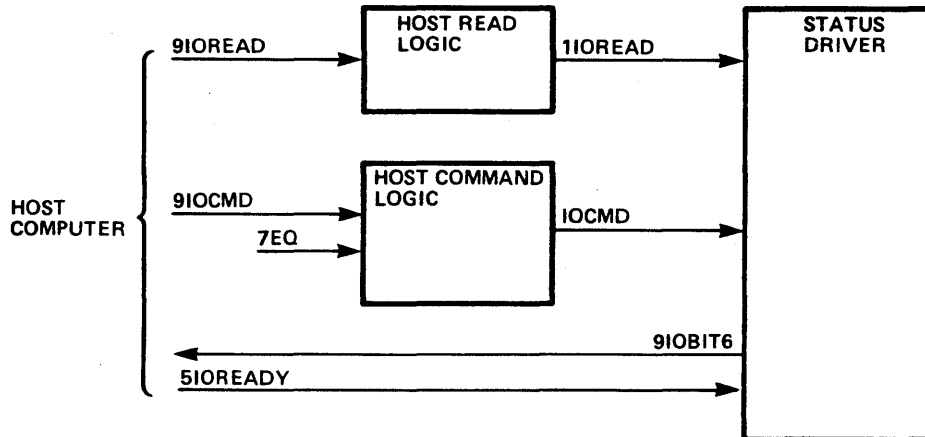 HOST READ
LOGIC
STATUS
DRIVER
9IOREAD
1IOREAD
HOST COMMAND
LOGIC
9IOCMD
IOCMD
7EQ
HOST
COMPUTER
9IOBIT6
5IOREADY